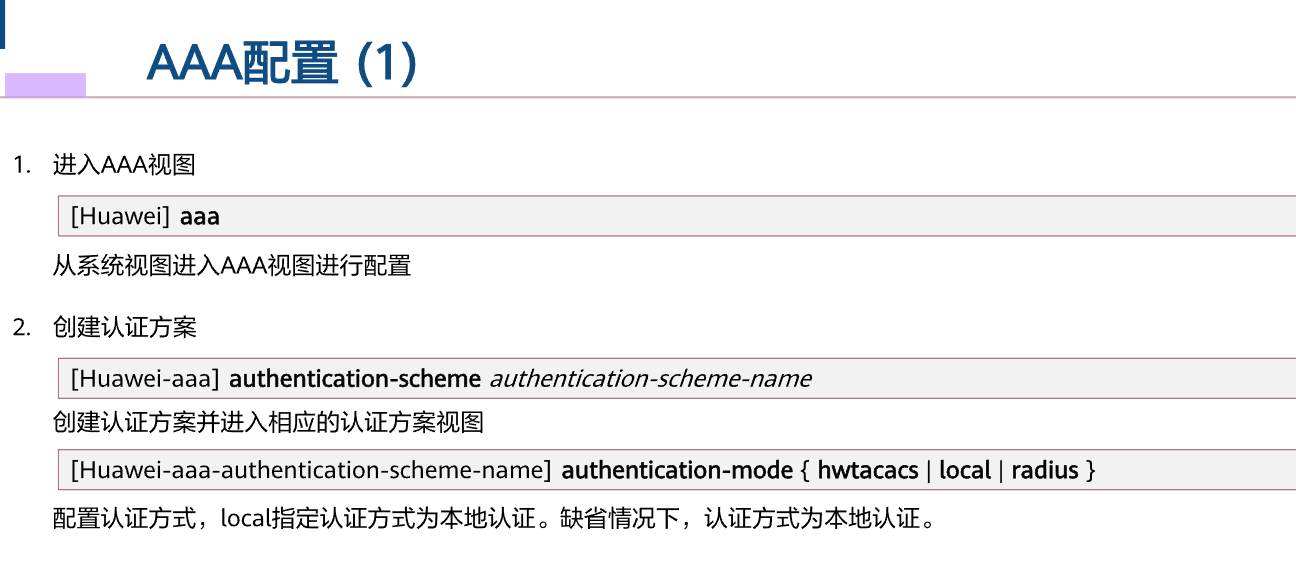 AAA配置 (1)
1. 进入AAA视图
[Huawei] aaa
从系统视图进入AAA视图进行配置
2. 创建认证方案
[Huawei-aaa] authentication-scheme authentication-scheme-name
创建认证方案并进入相应的认证方案视图
[Huawei-aaa-authentication-scheme-name] authentication-mode { hwtacacs | local | radius }
配置认证方式，local指定认证方式为本地认证。缺省情况下，认证方式为本地认证。